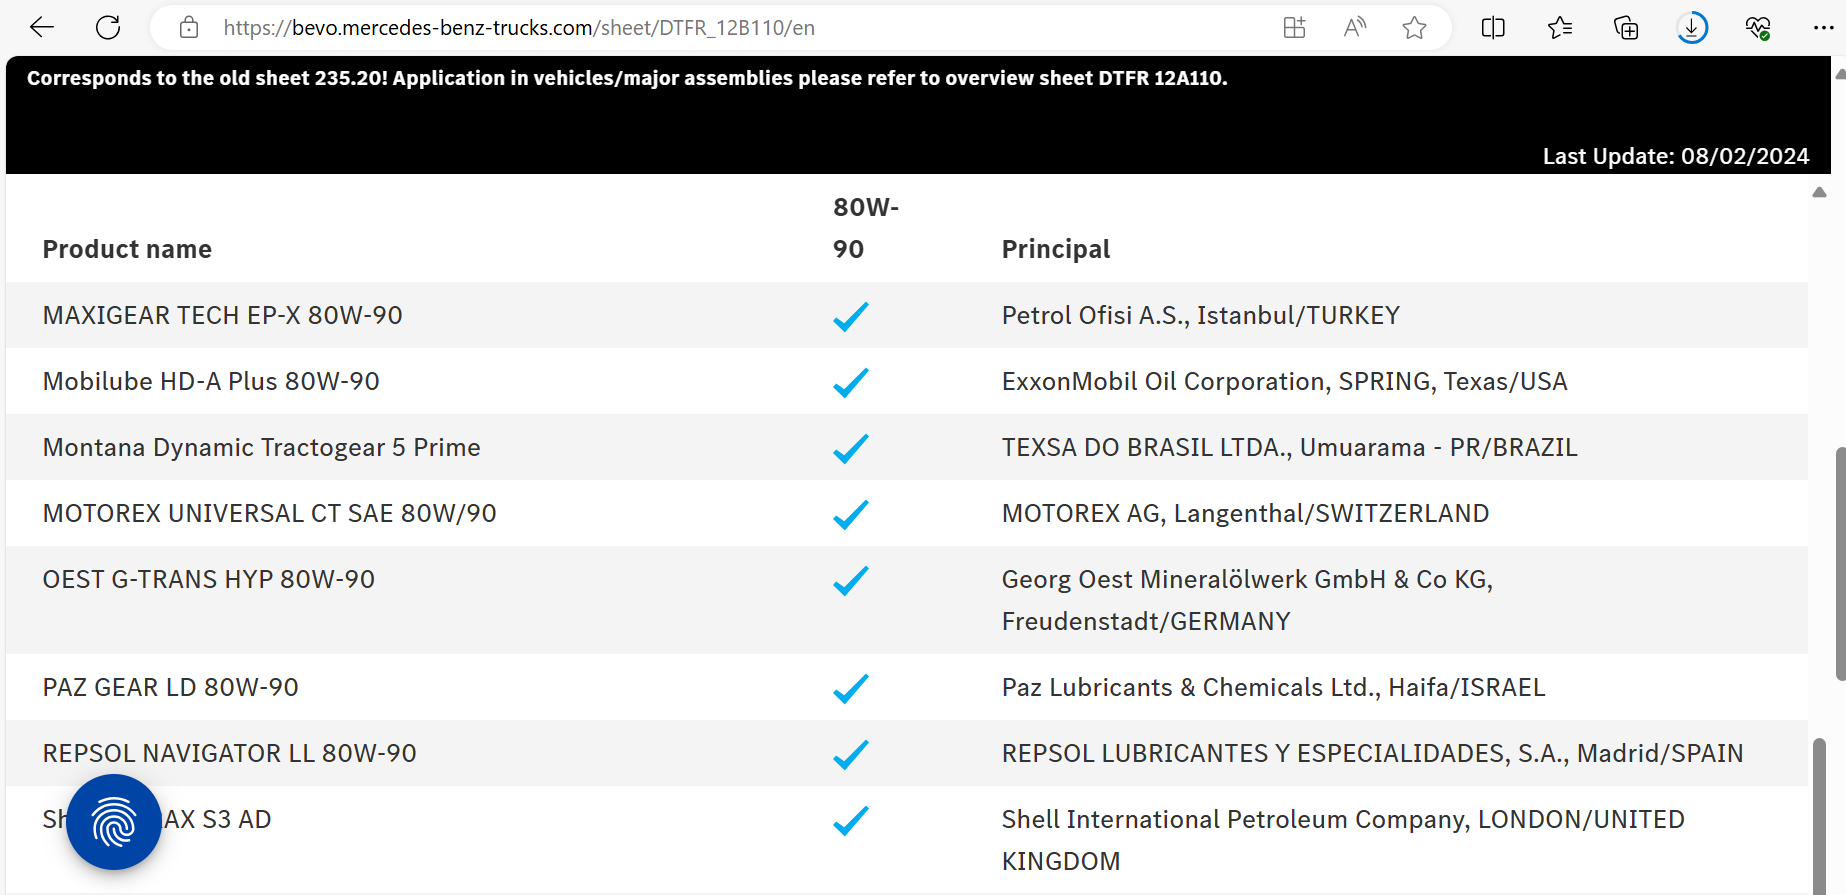 https://bevo.mercedes-benz-trucks.com/sheet/DTFR_12B110/en
Corresponds to the old sheet 235.20! Application in vehicles/major assemblies please refer to overview sheet DTFR 12A110.
Last Update: 08/02/2024
Product name
80W-
90
Principal
MAXIGEAR TECH EP-X 80W-90
Petrol Ofisi A.S., Istanbul/TURKEY
Mobilube HD-A Plus 80W-90
ExxonMobil Oil Corporation, SPRING, Texas/USA
Montana Dynamic Tractogear 5 Prime
TEXSA DO BRASIL LTDA., Umuarama - PR/BRAZIL
MOTOREX UNIVERSAL CT SAE 80W/90
MOTOREX AG, Langenthal/SWITZERLAND
OEST G-TRANS HYP 80W-90
Georg Oest Mineralölwerk GmbH & Co KG,
Freudenstadt/GERMANY
PAZ GEAR LD 80W-90
Paz Lubricants & Chemicals Ltd., Haifa/ISRAEL
REPSOL NAVIGATOR LL 80W-90
REPSOL LUBRICANTES Y ESPECIALIDADES, S.A., Madrid/SPAIN
S3 AD
Shell International Petroleum Company, LONDON/UNITED
KINGDOM